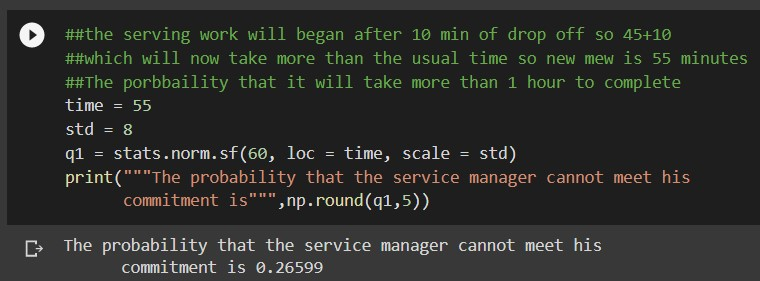 ##the serving work will began after 10 min of drop off so 45+10
##which will now take more than the usual time so new mew is 55 minutes
##The porbbaility that it will take more than 1 hour to complete
time = 55
std = 8
q1 = stats.norm.sf(60, loc = time, scale = std)
print("""The probability that the service manager cannot meet his
      commitment is""",np.round(q1,5))
The probability that the service manager cannot meet his
      commitment is 0.26599